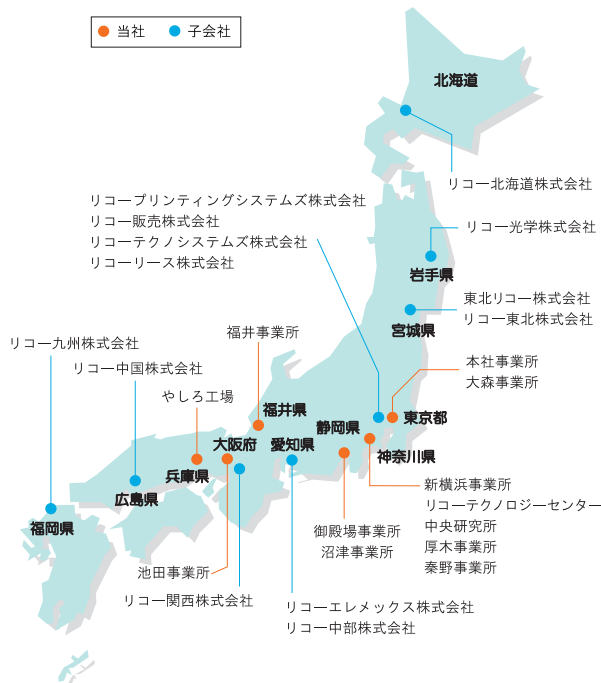 当社 子会社
北海道
リコー北海道株式会社
リコープリンティングシステムズ株式会社
リコー販売株式会社
リコーテクノシステムズ株式会社
リコーリース株式会社
リコー光学株式会社
岩手県
東北リコー株式会社
リコー東北株式会社
宮城県
福井事業所
リコー九州株式会社
リコー中国株式会社
やしろ工場
本社事業所
大森事業所
福井県
静岡県
東京都
大阪府
愛知県
神奈川県
兵庫県
広島県
福岡県
新横浜事業所
リコーテクノロジーセンター
中央研究所
厚木事業所
秦野事業所
御殿場事業所
沼津事業所
池田事業所
リコー関西株式会社
リコーエレメックス株式会社
リコー中部株式会社